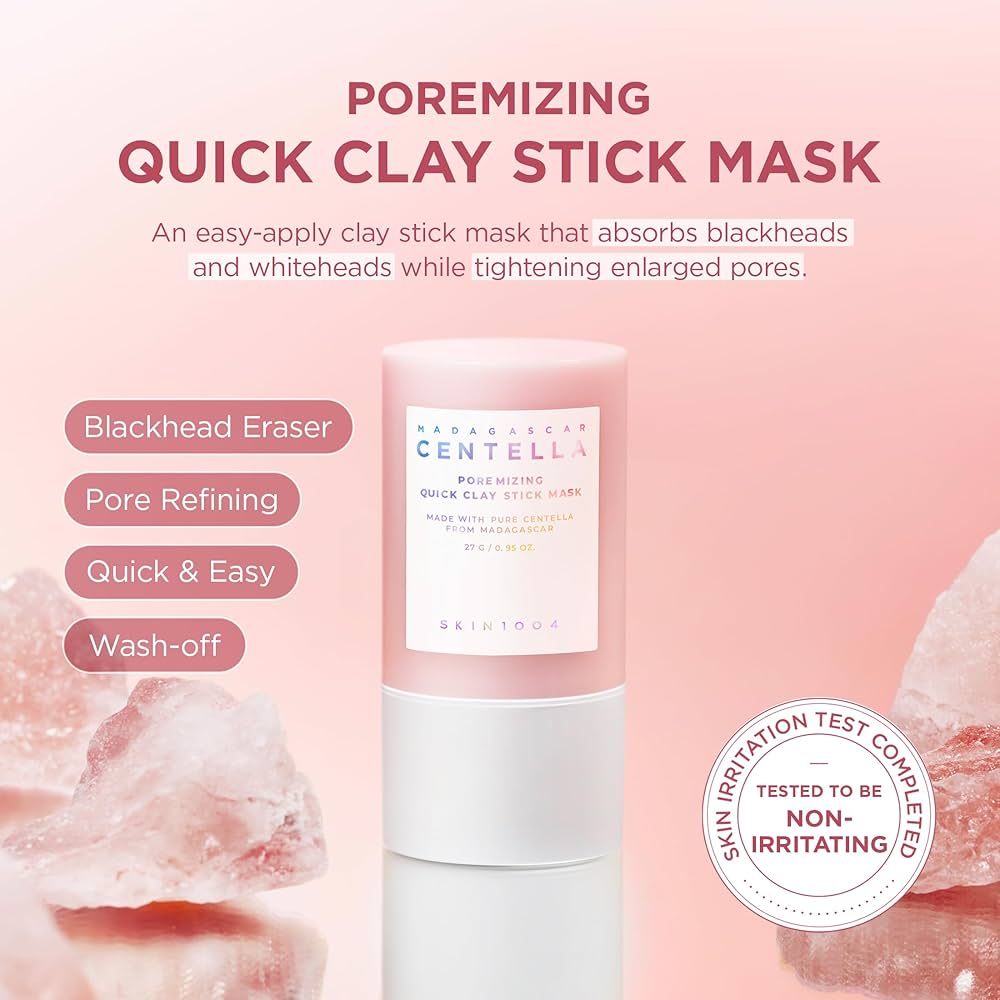 POREMIZING
QUICK CLAY STICK MASK
An easy-apply clay stick mask that absorbs blackheads
and whiteheads while tightening enlarged pores.
MADAGASCAR
CENTELLA
POREMIZING
QUICK CLAY STICK MASK
MADE WITH PURE CENTELLA
FROM MADAGASCAR
27 G / 0.95 OZ.
SKIN1004
Blackhead Eraser
Pore Refining
Quick & Easy
Wash-off
SKIN IRRITATION TEST COMPLETED
TESTED TO BE
NON-
IRRITATING